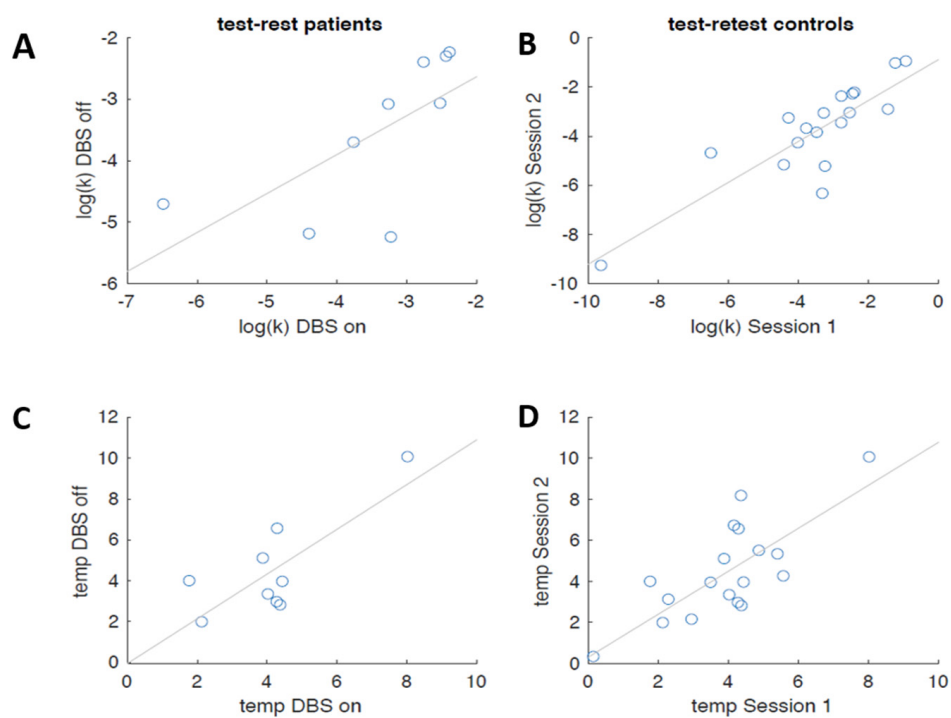 A
test-rest patients
-2
-3
-4
-5
-6
-7 -6 -5 -4 -3 -2
log(k) DBS off
log(k) DBS on
B
test-retest controls
0
-2
-4
-6
-8
-10
-10 -8 -6 -4 -2 0
log(k) Session 2
log(k) Session 1
C
12
10
8
6
4
2
0
0 2 4 6 8 10
temp DBS off
temp DBS on
D
12
10
8
6
4
2
0
0 2 4 6 8 10
temp Session 2
temp Session 1